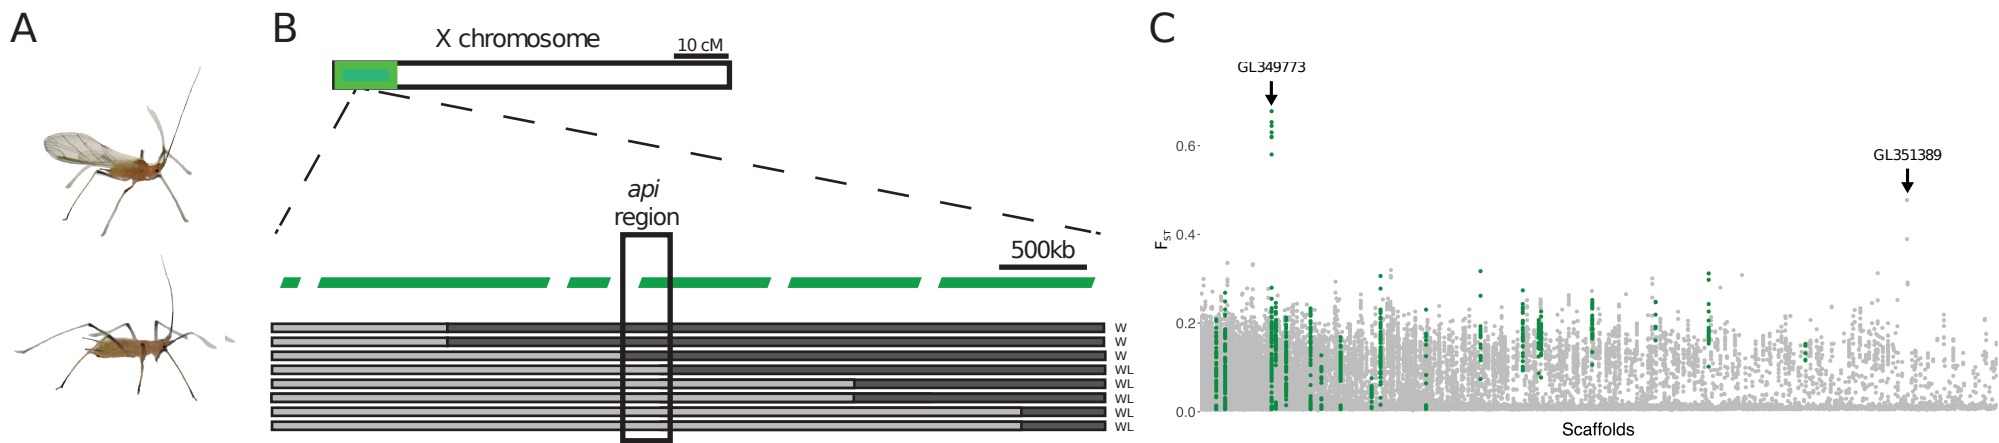 A
B
X chromosome
10 cM
api
region
500kb
W
W
W
WL
WL
WL
WL
WL
C
GL349773
GL351389
0.6
0.4
0.2
0.0
FST
Scaffolds